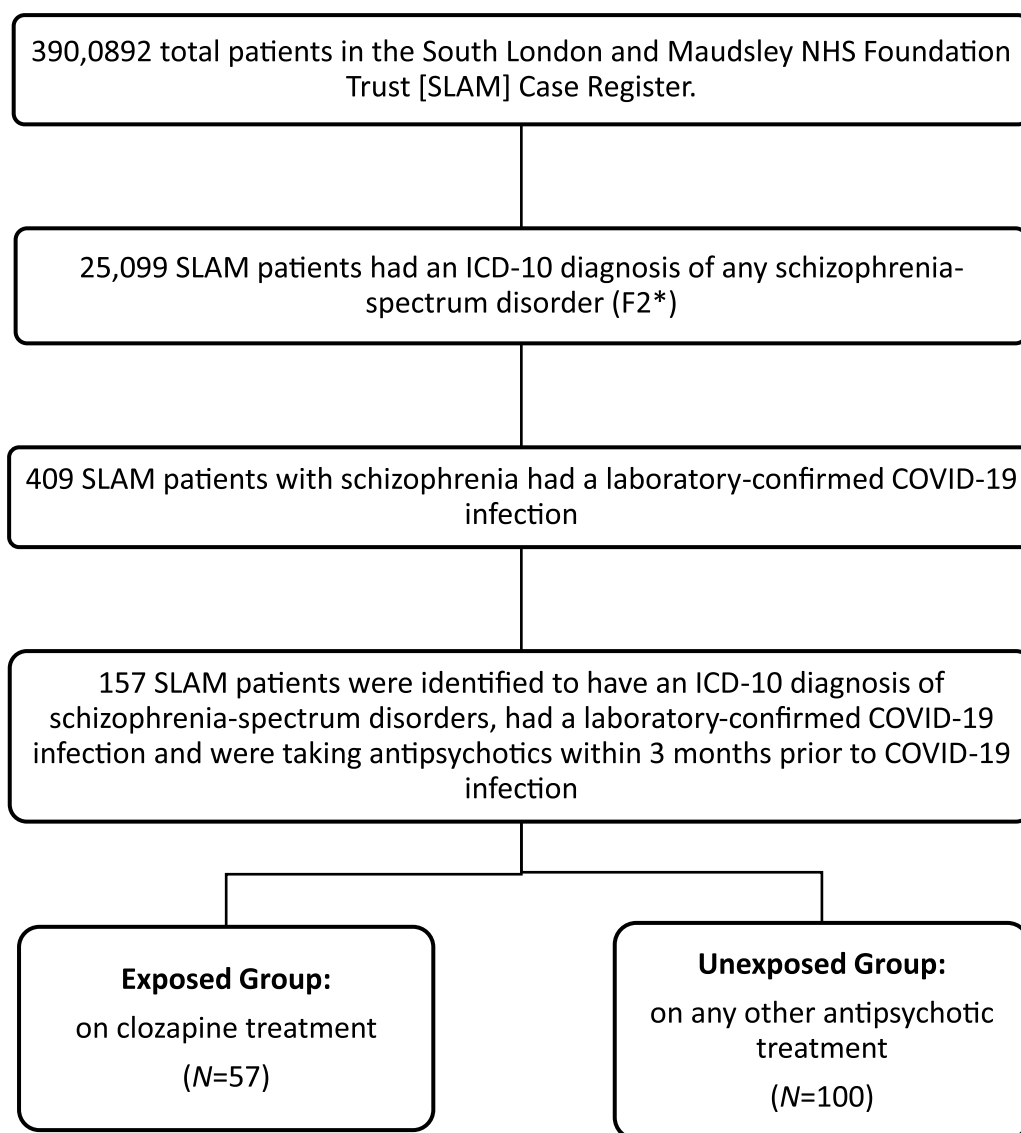 390,0892 total patients in the South London and Maudsley NHS Foundation
Trust [SLAM] Case Register.
25,099 SLAM patients had an ICD-10 diagnosis of any schizophrenia-
spectrum disorder (F2*)
409 SLAM patients with schizophrenia had a laboratory-confirmed COVID-19
infection
157 SLAM patients were identified to have an ICD-10 diagnosis of
schizophrenia-spectrum disorders, had a laboratory-confirmed COVID-19
infection and were taking antipsychotics within 3 months prior to COVID-19
infection
Exposed Group:
on clozapine treatment
(N=57)
Unexposed Group:
on any other antipsychotic
treatment
(N=100)